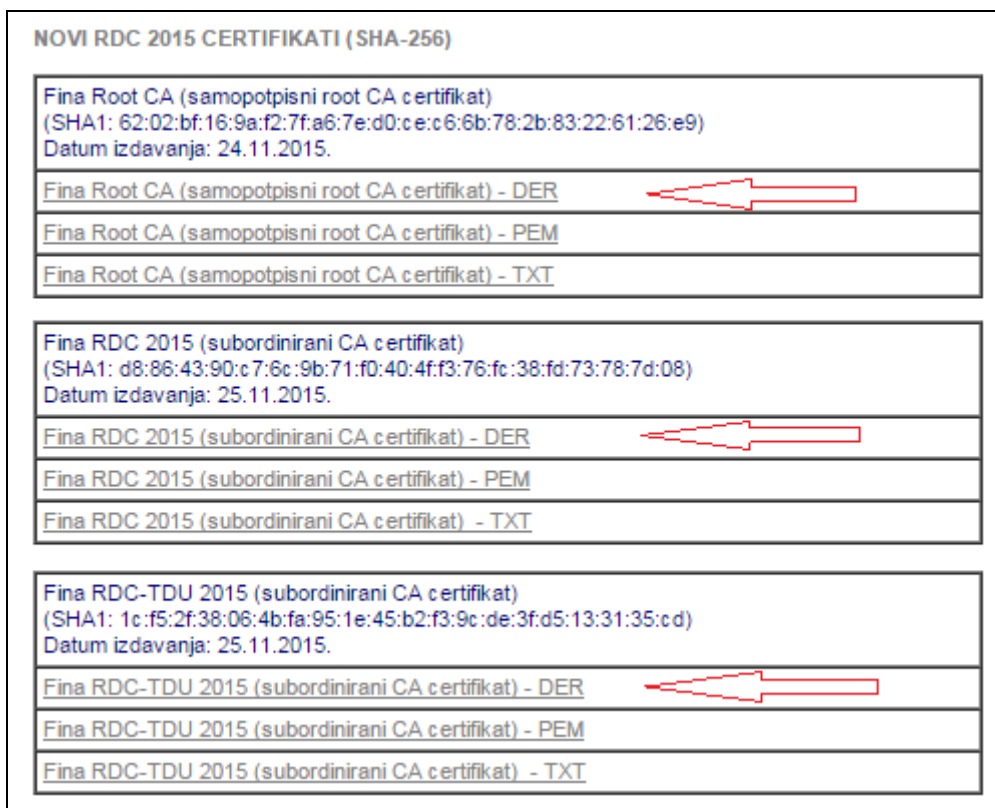 NOVI RDC 2015 CERTIFIKATI (SHA-256)
Fina Root CA (samopotpisni root CA certifikat)
(SHA1: 62:02:bf:16:9a:f2:7f:a6:7e:d0:ce:c6:6b:78:2b:83:22:61:26:e9)
Datum izdavanja: 24.11.2015.
Fina Root CA (samopotpisni root CA certifikat) - DER
Fina Root CA (samopotpisni root CA certifikat) - PEM
Fina Root CA (samopotpisni root CA certifikat) - TXT
Fina RDC 2015 (subordinirani CA certifikat)
(SHA1: d8:86:43:90:c7:6c:9b:71:f0:40:4f:f3:76:fc:38:fd:73:78:7d:08)
Datum izdavanja: 25.11.2015.
Fina RDC 2015 (subordinirani CA certifikat) - DER
Fina RDC 2015 (subordinirani CA certifikat) - PEM
Fina RDC 2015 (subordinirani CA certifikat) - TXT
Fina RDC-TDU 2015 (subordinirani CA certifikat)
(SHA1: 1c:f5:2f:38:06:4b:fa:95:1e:45:b2:f3:9c:de:3f:d5:13:31:35:cd)
Datum izdavanja: 25.11.2015.
Fina RDC-TDU 2015 (subordinirani CA certifikat) - DER
Fina RDC-TDU 2015 (subordinirani CA certifikat) - PEM
Fina RDC-TDU 2015 (subordinirani CA certifikat) - TXT